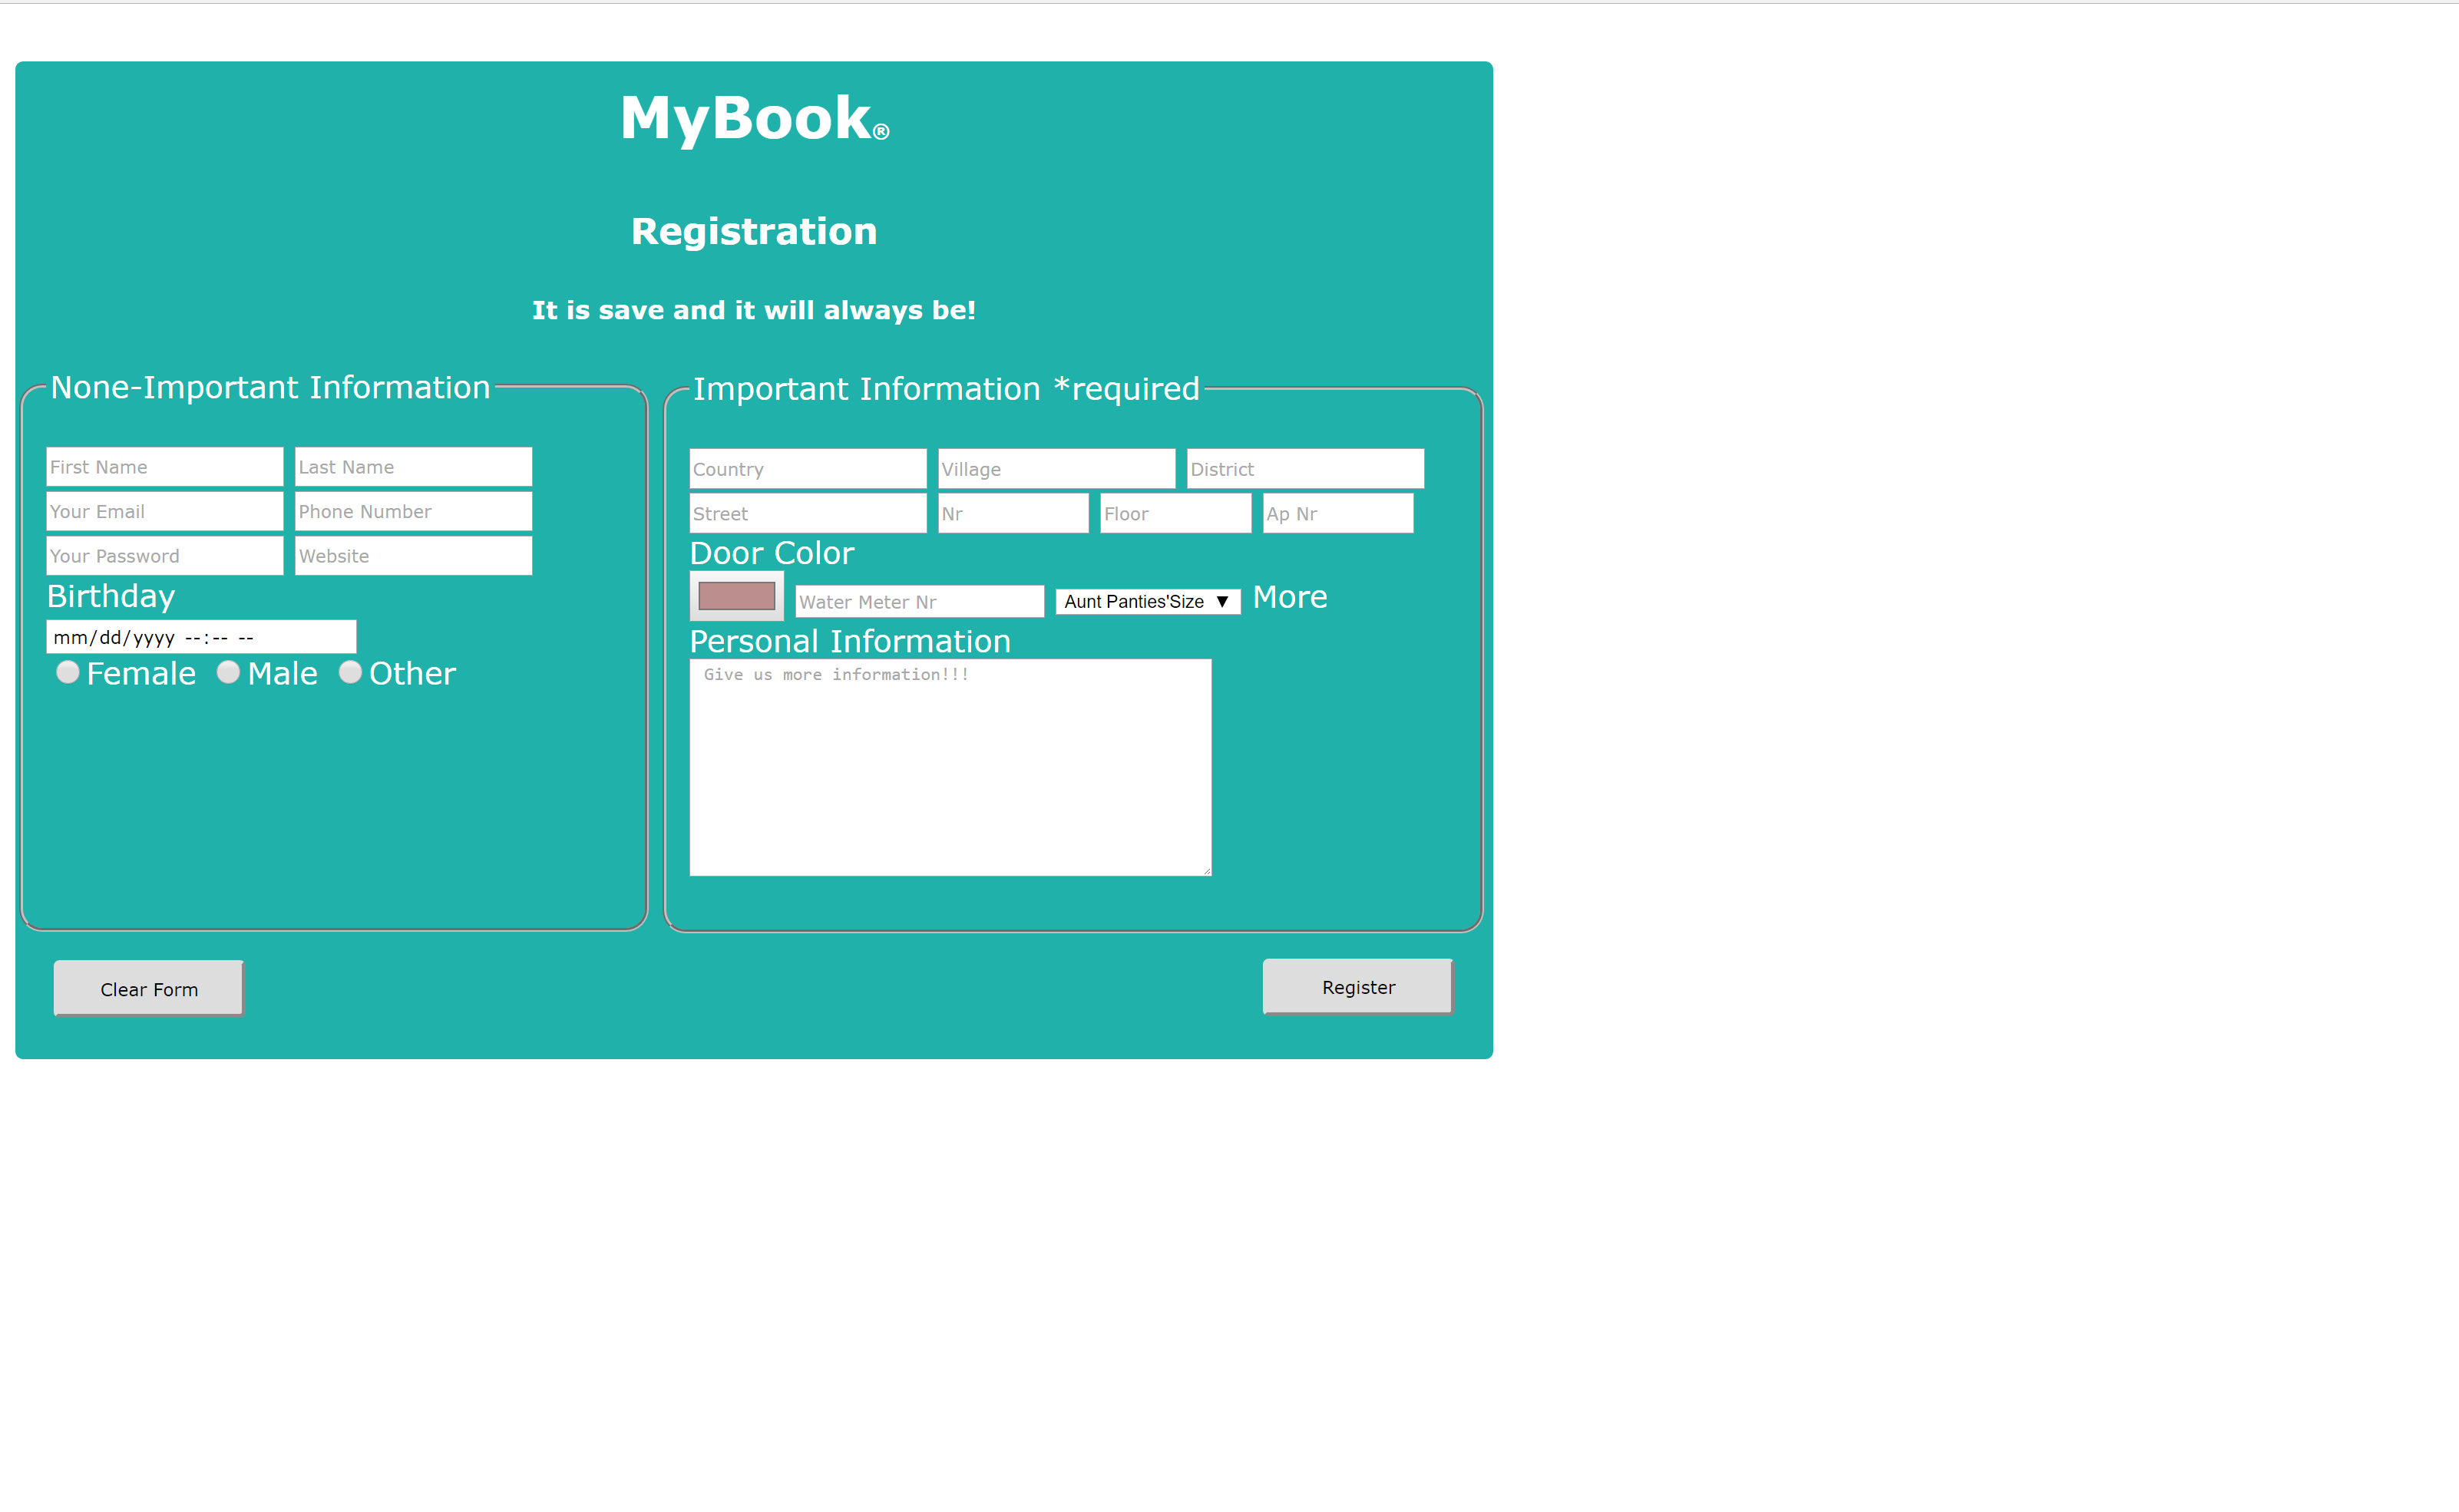 MyBook®
Registration
It is save and it will always be!
None-Important Information
First Name Last Name
Your Email Phone Number
Your Password Website
Birthday
mm/dd/yyyy --:-- --
Female Male Other
Important Information *required
Country Village District
Street Nr Floor Ap Nr
Door Color
Water Meter Nr Aunt Panties'Size ▼ More
Personal Information
Give us more information!!!
Clear Form Register